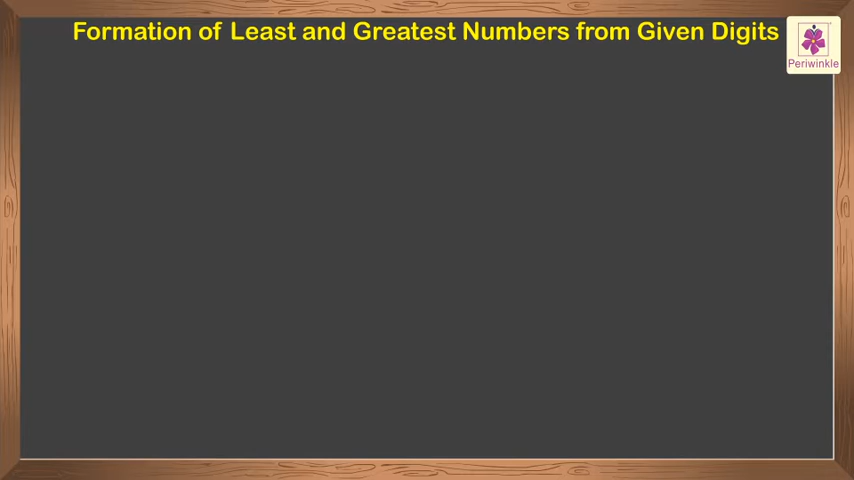 Formation of Least and Greatest Numbers from Given Digits
Periwinkle